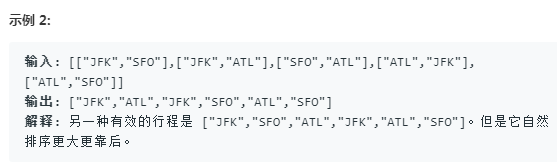 示例 2:
输入: [["JFK","SFO"],["JFK","ATL"],["SFO","ATL"],["ATL","JFK"],
["ATL","SFO"]]
输出: ["JFK","ATL","JFK","SFO","ATL","SFO"]
解释: 另一种有效的行程是 ["JFK","SFO","ATL","JFK","ATL","SFO"]。但是它自然
排序更大更靠后。